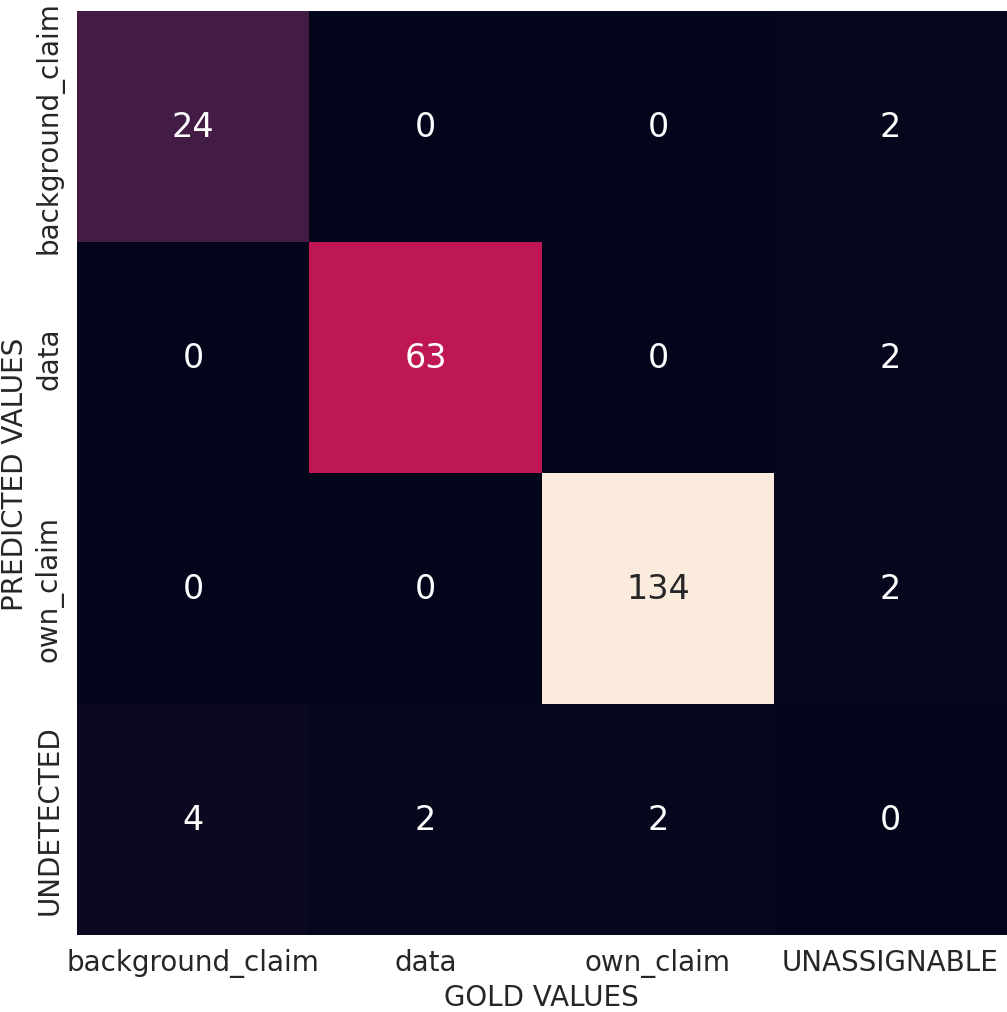 PREDICTED VALUES
background_claim
24 0 0 2
data
0 63 0 2
own_claim
0 0 134 2
UNDETECTED
4 2 2 0
background_claim data own_claim UNASSIGNABLE
GOLD VALUES